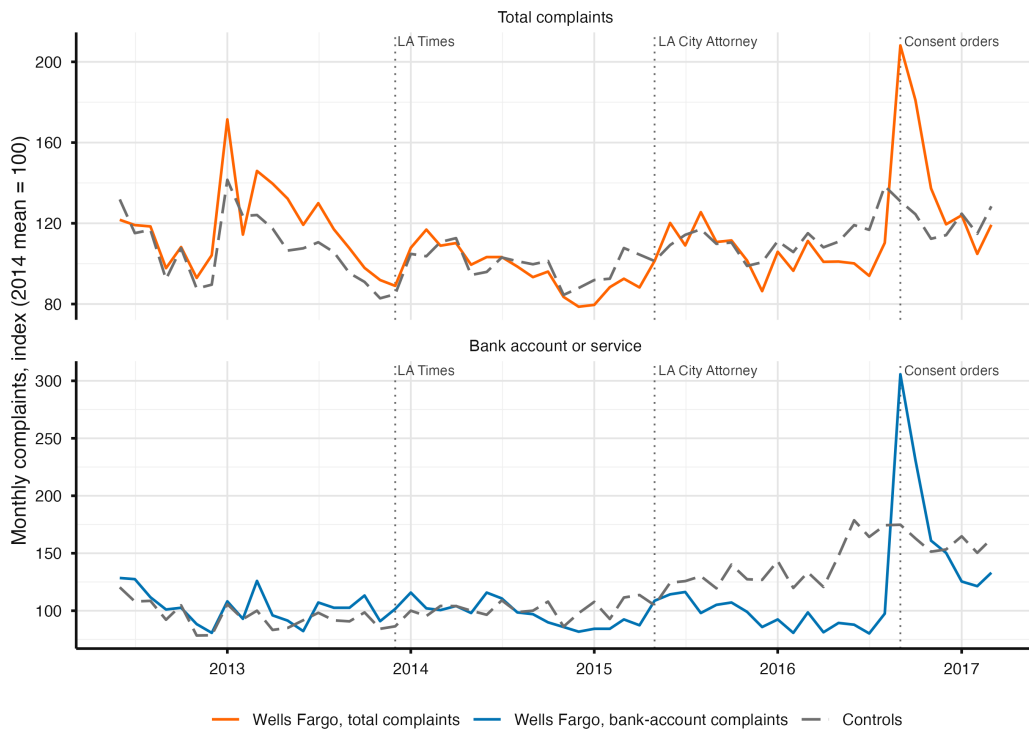 Total complaints
LA Times
LA City Attorney
Consent orders
200
160
120
80
Monthly complaints, index (2014 mean = 100)
Bank account or service
LA Times
LA City Attorney
Consent orders
300
250
200
150
100
2013 2014 2015 2016 2017
Wells Fargo, total complaints Wells Fargo, bank-account complaints Controls